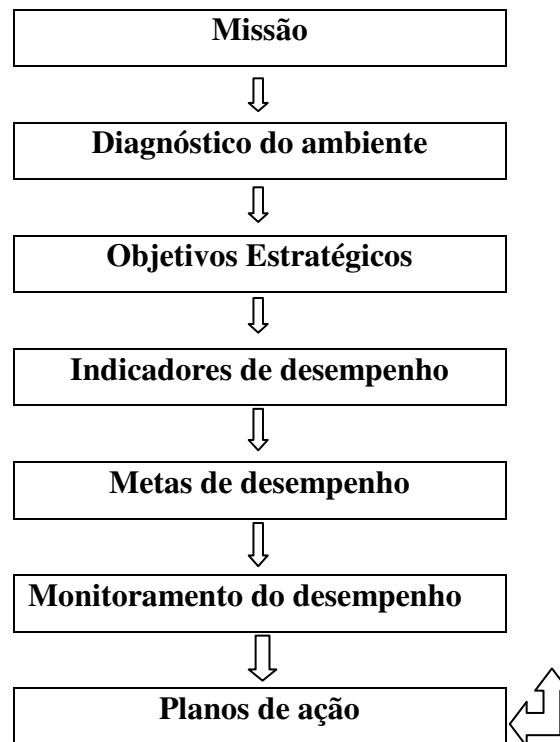 Missão
Diagnóstico do ambiente
Objetivos Estratégicos
Indicadores de desempenho
Metas de desempenho
Monitoramento do desempenho
Planos de ação